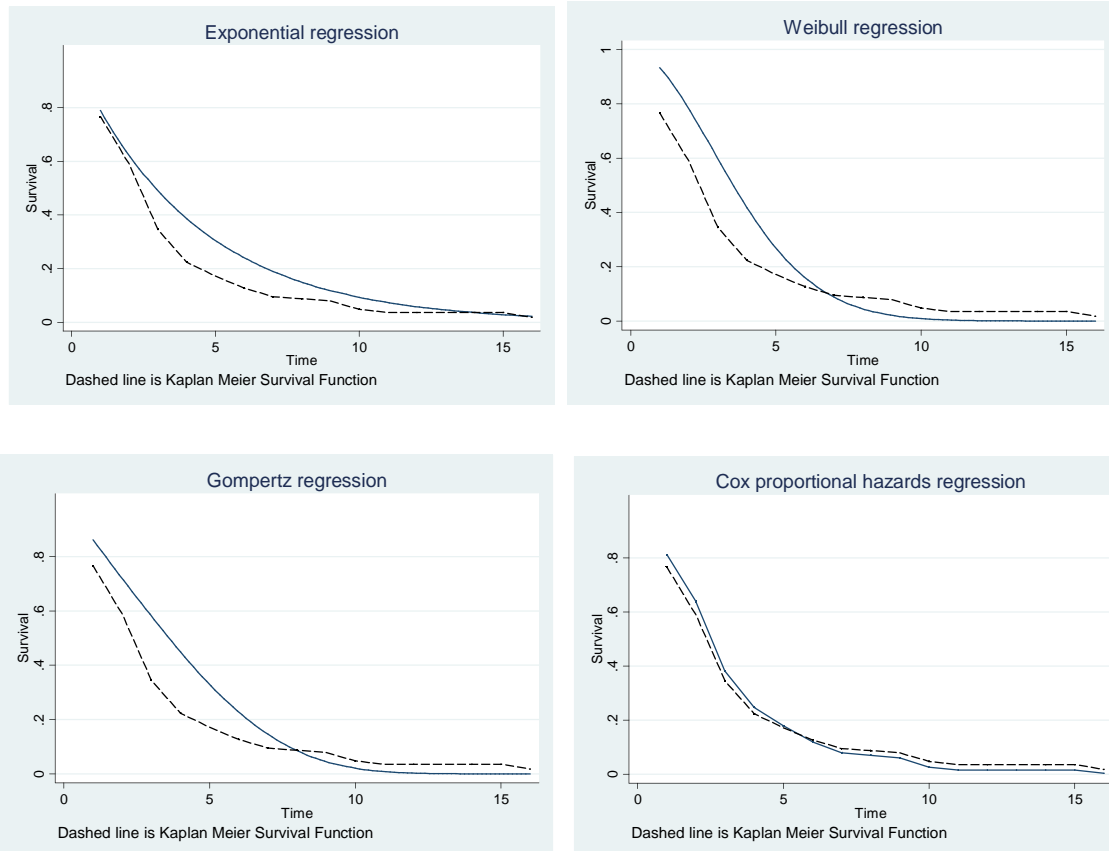 Exponential regression
.8
.6
.4
.2
0
Survival
0 5 10 15
Time
Dashed line is Kaplan Meier Survival Function
Weibull regression
1
.8
.6
.4
.2
0
Survival
0 5 10 15
Time
Dashed line is Kaplan Meier Survival Function
Gompertz regression
.8
.6
.4
.2
0
Survival
0 5 10 15
Time
Dashed line is Kaplan Meier Survival Function
Cox proportional hazards regression
.8
.6
.4
.2
0
Survival
0 5 10 15
Time
Dashed line is Kaplan Meier Survival Function